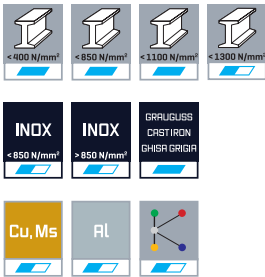 <400 N/mm²
<850 N/mm²
<1100 N/mm²
<1300 N/mm²
INOX
<850 N/mm²
INOX
>850 N/mm²
GRAUGUSS
CAST IRON
GHISA GRIGIA
Cu, Ms
Al